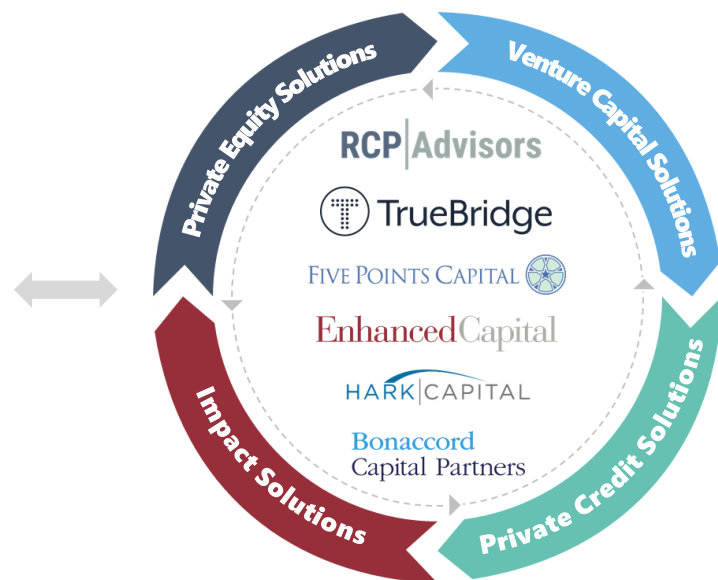 Private Equity Solutions
Venture Capital Solutions
RCP|Advisors
T TrueBridge
FIVE POINTS CAPITAL
EnhancedCapital
HARK|CAPITAL
Bonaccord
Capital Partners
Impact Solutions
Private Credit Solutions